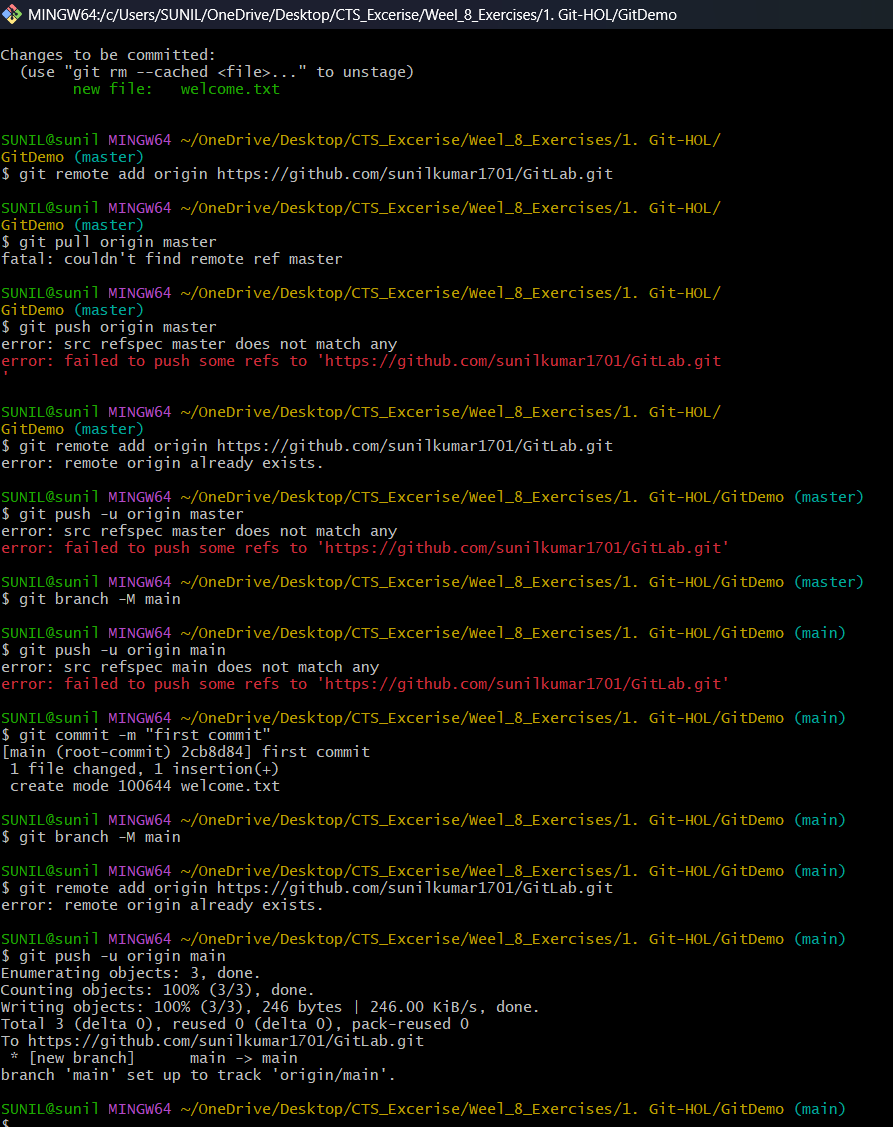 MINGW64:/c/Users/SUNIL/OneDrive/Desktop/CTS_Excerise/Weel_8_Exercises/1. Git-HOL/GitDemo
Changes to be committed:
  (use "git rm --cached <file>..." to unstage)
        new file:   welcome.txt
SUNIL@sunil MINGW64 ~/OneDrive/Desktop/CTS_Excerise/Weel_8_Exercises/1. Git-HOL/
GitDemo (master)
$ git remote add origin https://github.com/sunilkumar1701/GitLab.git
SUNIL@sunil MINGW64 ~/OneDrive/Desktop/CTS_Excerise/Weel_8_Exercises/1. Git-HOL/
GitDemo (master)
$ git pull origin master
fatal: couldn't find remote ref master
SUNIL@sunil MINGW64 ~/OneDrive/Desktop/CTS_Excerise/Weel_8_Exercises/1. Git-HOL/
GitDemo (master)
$ git push origin master
error: src refspec master does not match any
error: failed to push some refs to 'https://github.com/sunilkumar1701/GitLab.git
'
SUNIL@sunil MINGW64 ~/OneDrive/Desktop/CTS_Excerise/Weel_8_Exercises/1. Git-HOL/
GitDemo (master)
$ git remote add origin https://github.com/sunilkumar1701/GitLab.git
error: remote origin already exists.
SUNIL@sunil MINGW64 ~/OneDrive/Desktop/CTS_Excerise/Weel_8_Exercises/1. Git-HOL/GitDemo (master)
$ git push -u origin master
error: src refspec master does not match any
error: failed to push some refs to 'https://github.com/sunilkumar1701/GitLab.git'
SUNIL@sunil MINGW64 ~/OneDrive/Desktop/CTS_Excerise/Weel_8_Exercises/1. Git-HOL/GitDemo (master)
$ git branch -M main
SUNIL@sunil MINGW64 ~/OneDrive/Desktop/CTS_Excerise/Weel_8_Exercises/1. Git-HOL/GitDemo (main)
$ git push -u origin main
error: src refspec main does not match any
error: failed to push some refs to 'https://github.com/sunilkumar1701/GitLab.git'
SUNIL@sunil MINGW64 ~/OneDrive/Desktop/CTS_Excerise/Weel_8_Exercises/1. Git-HOL/GitDemo (main)
$ git commit -m "first commit"
[main (root-commit) 2cb8d84] first commit
 1 file changed, 1 insertion(+)
 create mode 100644 welcome.txt
SUNIL@sunil MINGW64 ~/OneDrive/Desktop/CTS_Excerise/Weel_8_Exercises/1. Git-HOL/GitDemo (main)
$ git branch -M main
SUNIL@sunil MINGW64 ~/OneDrive/Desktop/CTS_Excerise/Weel_8_Exercises/1. Git-HOL/GitDemo (main)
$ git remote add origin https://github.com/sunilkumar1701/GitLab.git
error: remote origin already exists.
SUNIL@sunil MINGW64 ~/OneDrive/Desktop/CTS_Excerise/Weel_8_Exercises/1. Git-HOL/GitDemo (main)
$ git push -u origin main
Enumerating objects: 3, done.
Counting objects: 100% (3/3), done.
Writing objects: 100% (3/3), 246 bytes | 246.00 KiB/s, done.
Total 3 (delta 0), reused 0 (delta 0), pack-reused 0
To https://github.com/sunilkumar1701/GitLab.git
 * [new branch]      main -> main
branch 'main' set up to track 'origin/main'.
SUNIL@sunil MINGW64 ~/OneDrive/Desktop/CTS_Excerise/Weel_8_Exercises/1. Git-HOL/GitDemo (main)
$